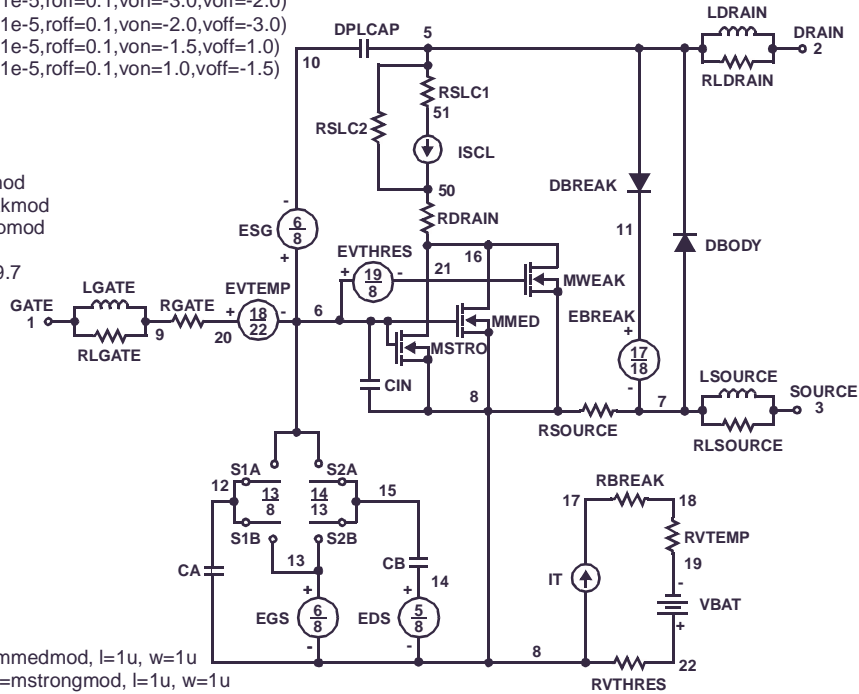 1e-5,roff=0.1,von=-3.0,voff=-2.0)
1e-5,roff=0.1,von=-2.0,voff=-3.0)
1e-5,roff=0.1,von=-1.5,voff=1.0)
1e-5,roff=0.1,von=1.0,voff=-1.5)
LDRAIN
DPLCAP
5
DRAIN
2
10
RLDRAIN
RSLC1
51
RSLC2
ISCL
50
DBREAK
RDRAIN
ESG
6
8
11
DBODY
EVTHRES
16
19
8
21
MWEAK
LGATE
EVTEMP
GATE
1
RGATE
18
22
6
EBREAK
MMED
9
20
MSTRO
17
18
RLGATE
LSOURCE
CIN
8
7
SOURCE
3
RSOURCE
RLSOURCE
S1A
S2A
12
13
8
14
13
15
RBREAK
17
18
S1B
S2B
RVTEMP
13
CB
19
CA
14
IT
VBAT
EGS
6
8
EDS
5
8
8
22
RVTHRES
kmod
9.7
mmedmod, l=1u, w=1u
=mstrongmod, l=1u, w=1u